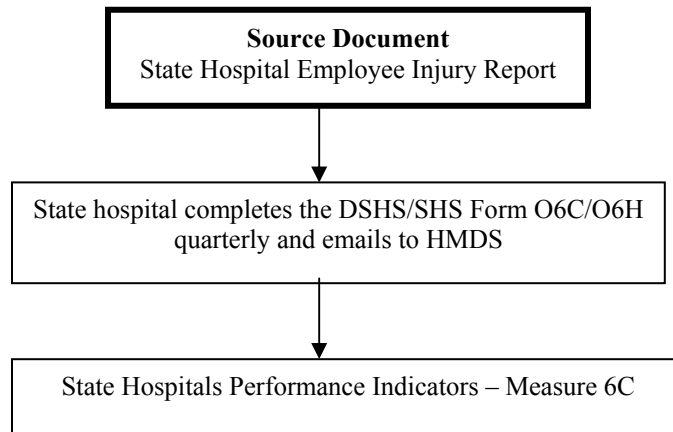 Source Document
State Hospital Employee Injury Report
State hospital completes the DSHS/SHS Form O6C/O6H
quarterly and emails to HMDS
State Hospitals Performance Indicators – Measure 6C